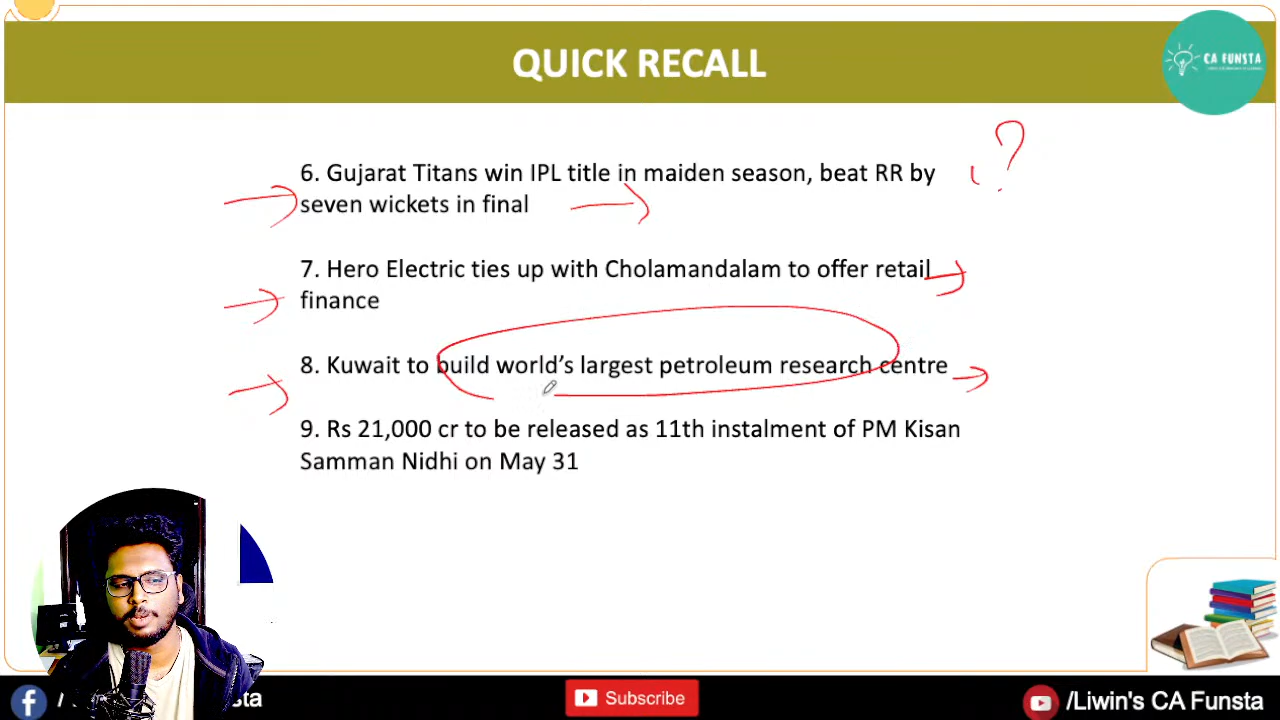 QUICK RECALL
CA FUNSTA
?
6. Gujarat Titans win IPL title in maiden season, beat RR by
seven wickets in final
7. Hero Electric ties up with Cholamandalam to offer retail
finance
8. Kuwait to build world's largest petroleum research centre
9. Rs 21,000 cr to be released as 11th instalment of PM Kisan
Samman Nidhi on May 31
Subscribe
/Liwin's CA Funsta